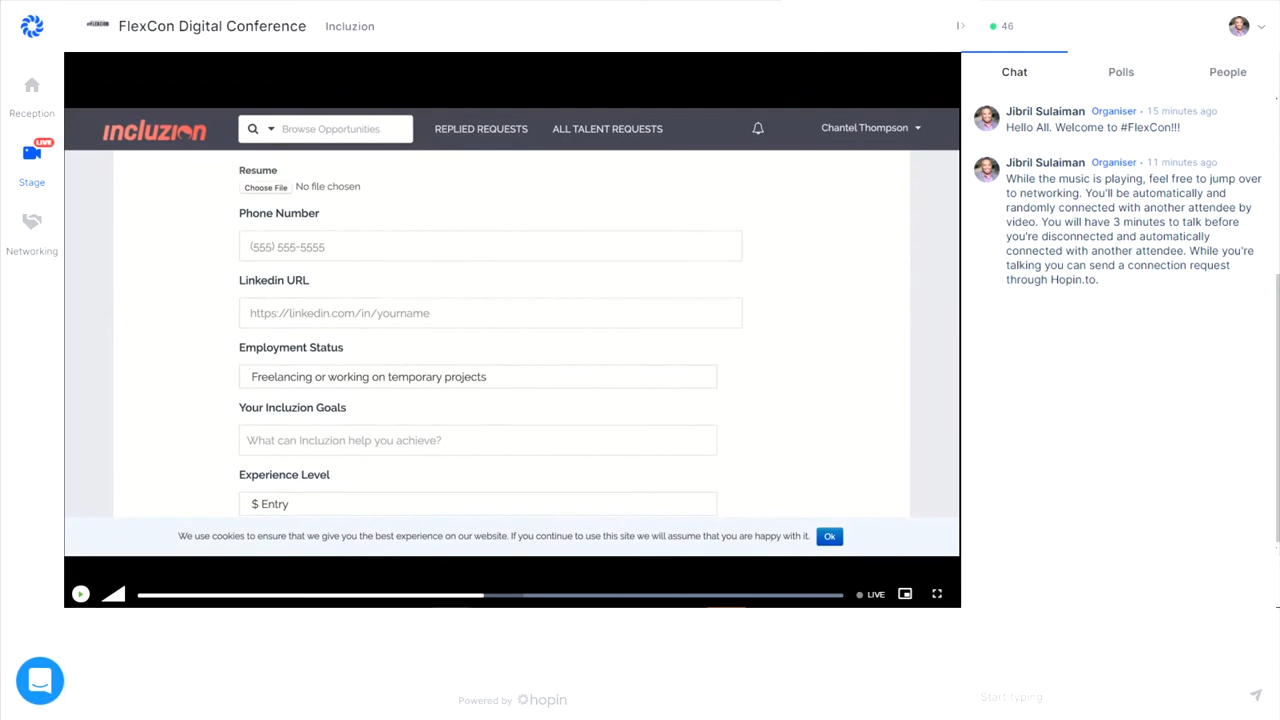 #FLEXCON
FlexCon Digital Conference
Incluzion
46
Reception
LIVE
Stage
Networking
incluzion
Browse Opportunities
REPLIED REQUESTS
ALL TALENT REQUESTS
Chantel Thompson
Resume
Choose File No file chosen
Phone Number
(555) 555-5555
Linkedin URL
https://linkedin.com/in/yourname
Employment Status
Freelancing or working on temporary projects
Your Incluzion Goals
What can Incluzion help you achieve?
Experience Level
$ Entry
We use cookies to ensure that we give you the best experience on our website. If you continue to use this site we will assume that you are happy with it.
Ok
LIVE
Powered by hopin
Chat
Polls
People
Jibril Sulaiman Organiser • 15 minutes ago
Hello All. Welcome to #FlexCon!!!
Jibril Sulaiman Organiser • 11 minutes ago
While the music is playing, feel free to jump over
to networking. You'll be automatically and
randomly connected with another attendee by
video. You will have 3 minutes to talk before
you're disconnected and automatically
connected with another attendee. While you're
talking you can send a connection request
through Hopin.to.
Start typing